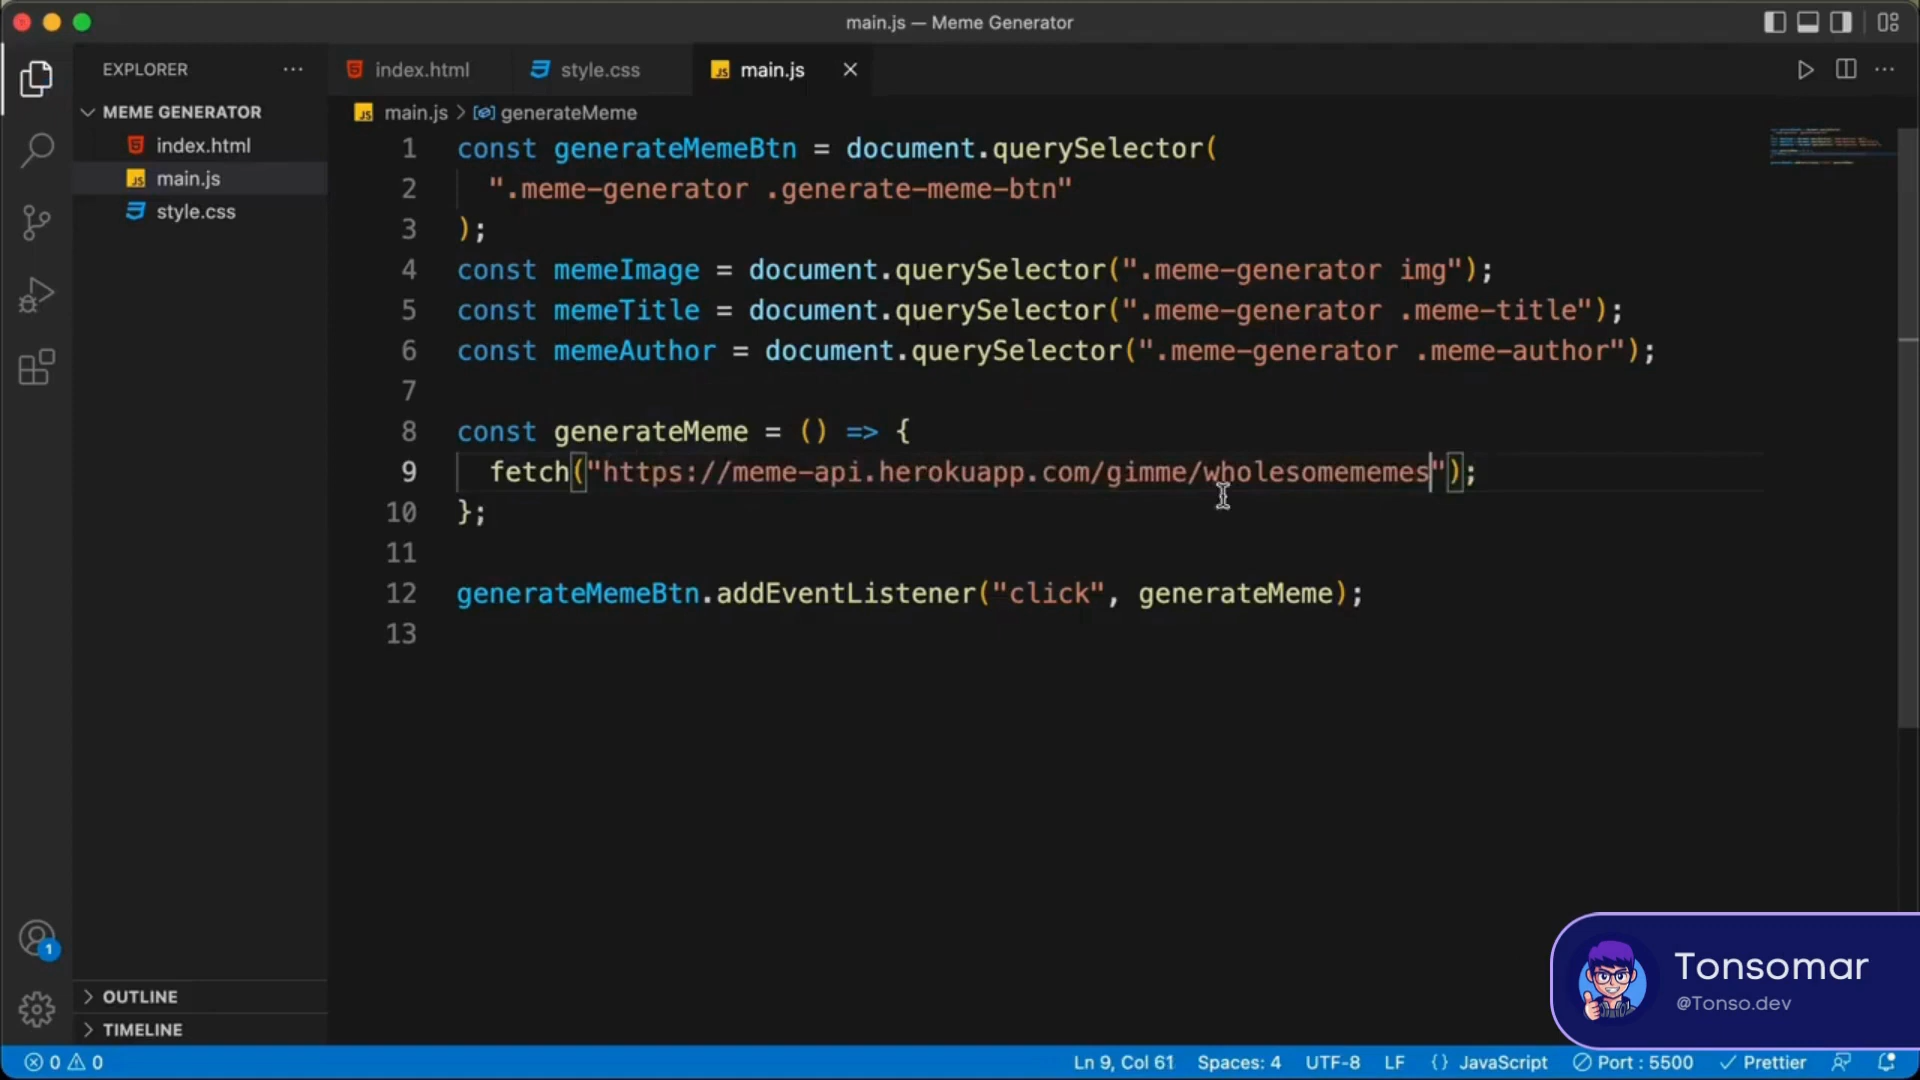 main.js — Meme Generator
EXPLORER
index.html
style.css
main.js
MEME GENERATOR
index.html
main.js
style.css
main.js > generateMeme
1 const generateMemeBtn = document.querySelector(
2 ".meme-generator .generate-meme-btn"
3 );
4 const memeImage = document.querySelector(".meme-generator img");
5 const memeTitle = document.querySelector(".meme-generator .meme-title");
6 const memeAuthor = document.querySelector(".meme-generator .meme-author");
7
8 const generateMeme = () => {
9 fetch("https://meme-api.herokuapp.com/gimme/wholesomememes");
10 };
11
12 generateMemeBtn.addEventListener("click", generateMeme);
13
1
OUTLINE
TIMELINE
Tonsomar
@Tonso.dev
0 0
Ln 9, Col 61
Spaces: 4
UTF-8
LF
{} JavaScript
Port : 5500
Prettier